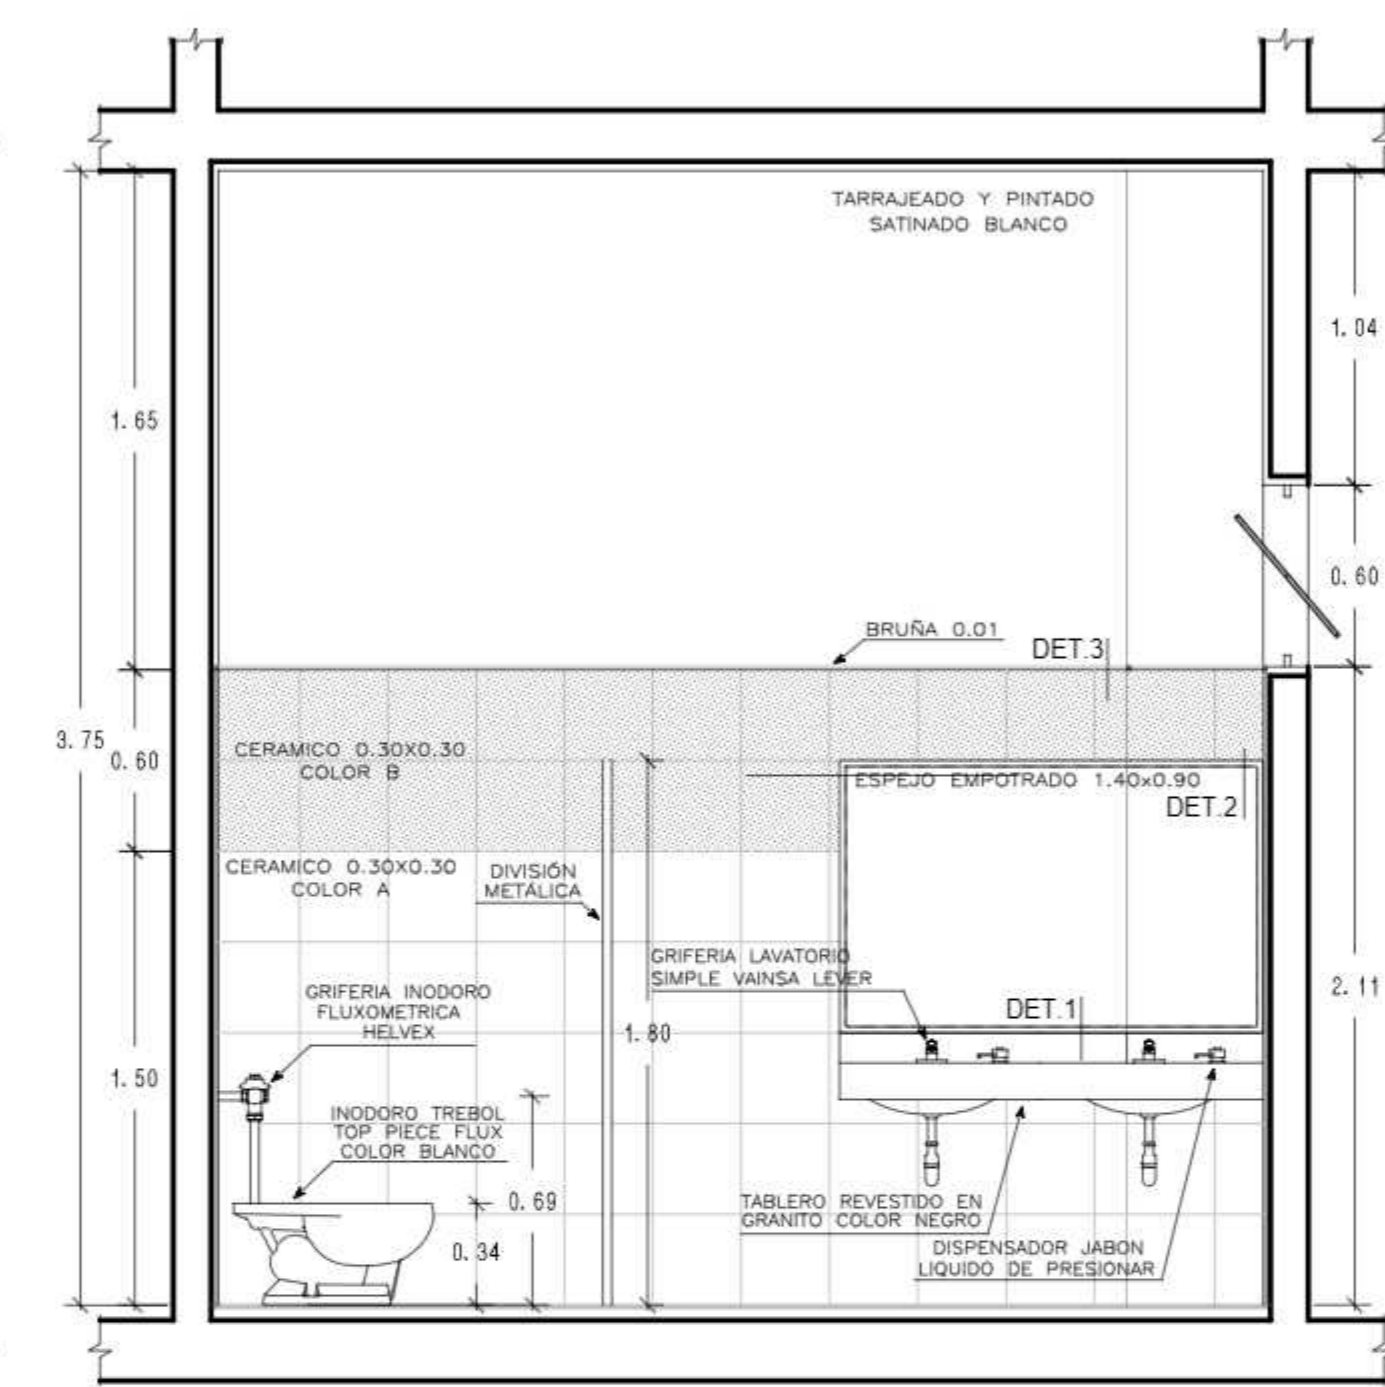 TARRAJEADO Y PINTADO
SATINADO BLANCO
1.04
1.65
0.60
BRUÑA 0.01
DET.3
3.75
0.60
CERAMICO 0.30X0.30
COLOR B
ESPEJO EMPOTRADO 1.40x0.90
DET.2
CERAMICO 0.30X0.30
COLOR A
DIVISIÓN
METÁLICA
GRIFERIA LAVATORIO
SIMPLE VAINSA LEVER
2.11
GRIFERIA INODORO
FLUXOMETRICA
HELVEX
DET.1
1.80
1.50
INODORO TREBOL
TOP PIECE FLUX
COLOR BLANCO
0.69
0.34
TABLERO REVESTIDO EN
GRANITO COLOR NEGRO
DISPENSADOR JABON
LIQUIDO DE PRESIONAR